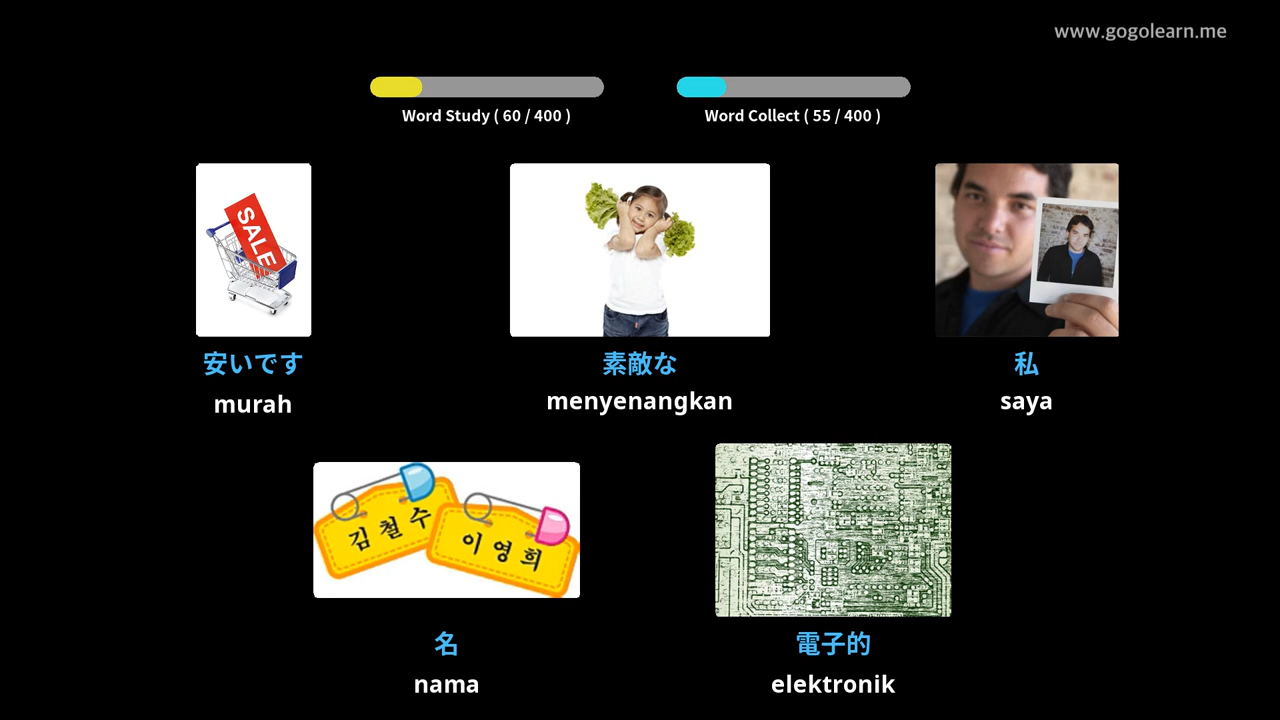 www.gogolearn.me
Word Study ( 60 / 400 )
Word Collect ( 55 / 400 )
SALE
安いです
murah
素敵な
menyenangkan
私
saya
김철수
이영희
名
nama
電子的
elektronik